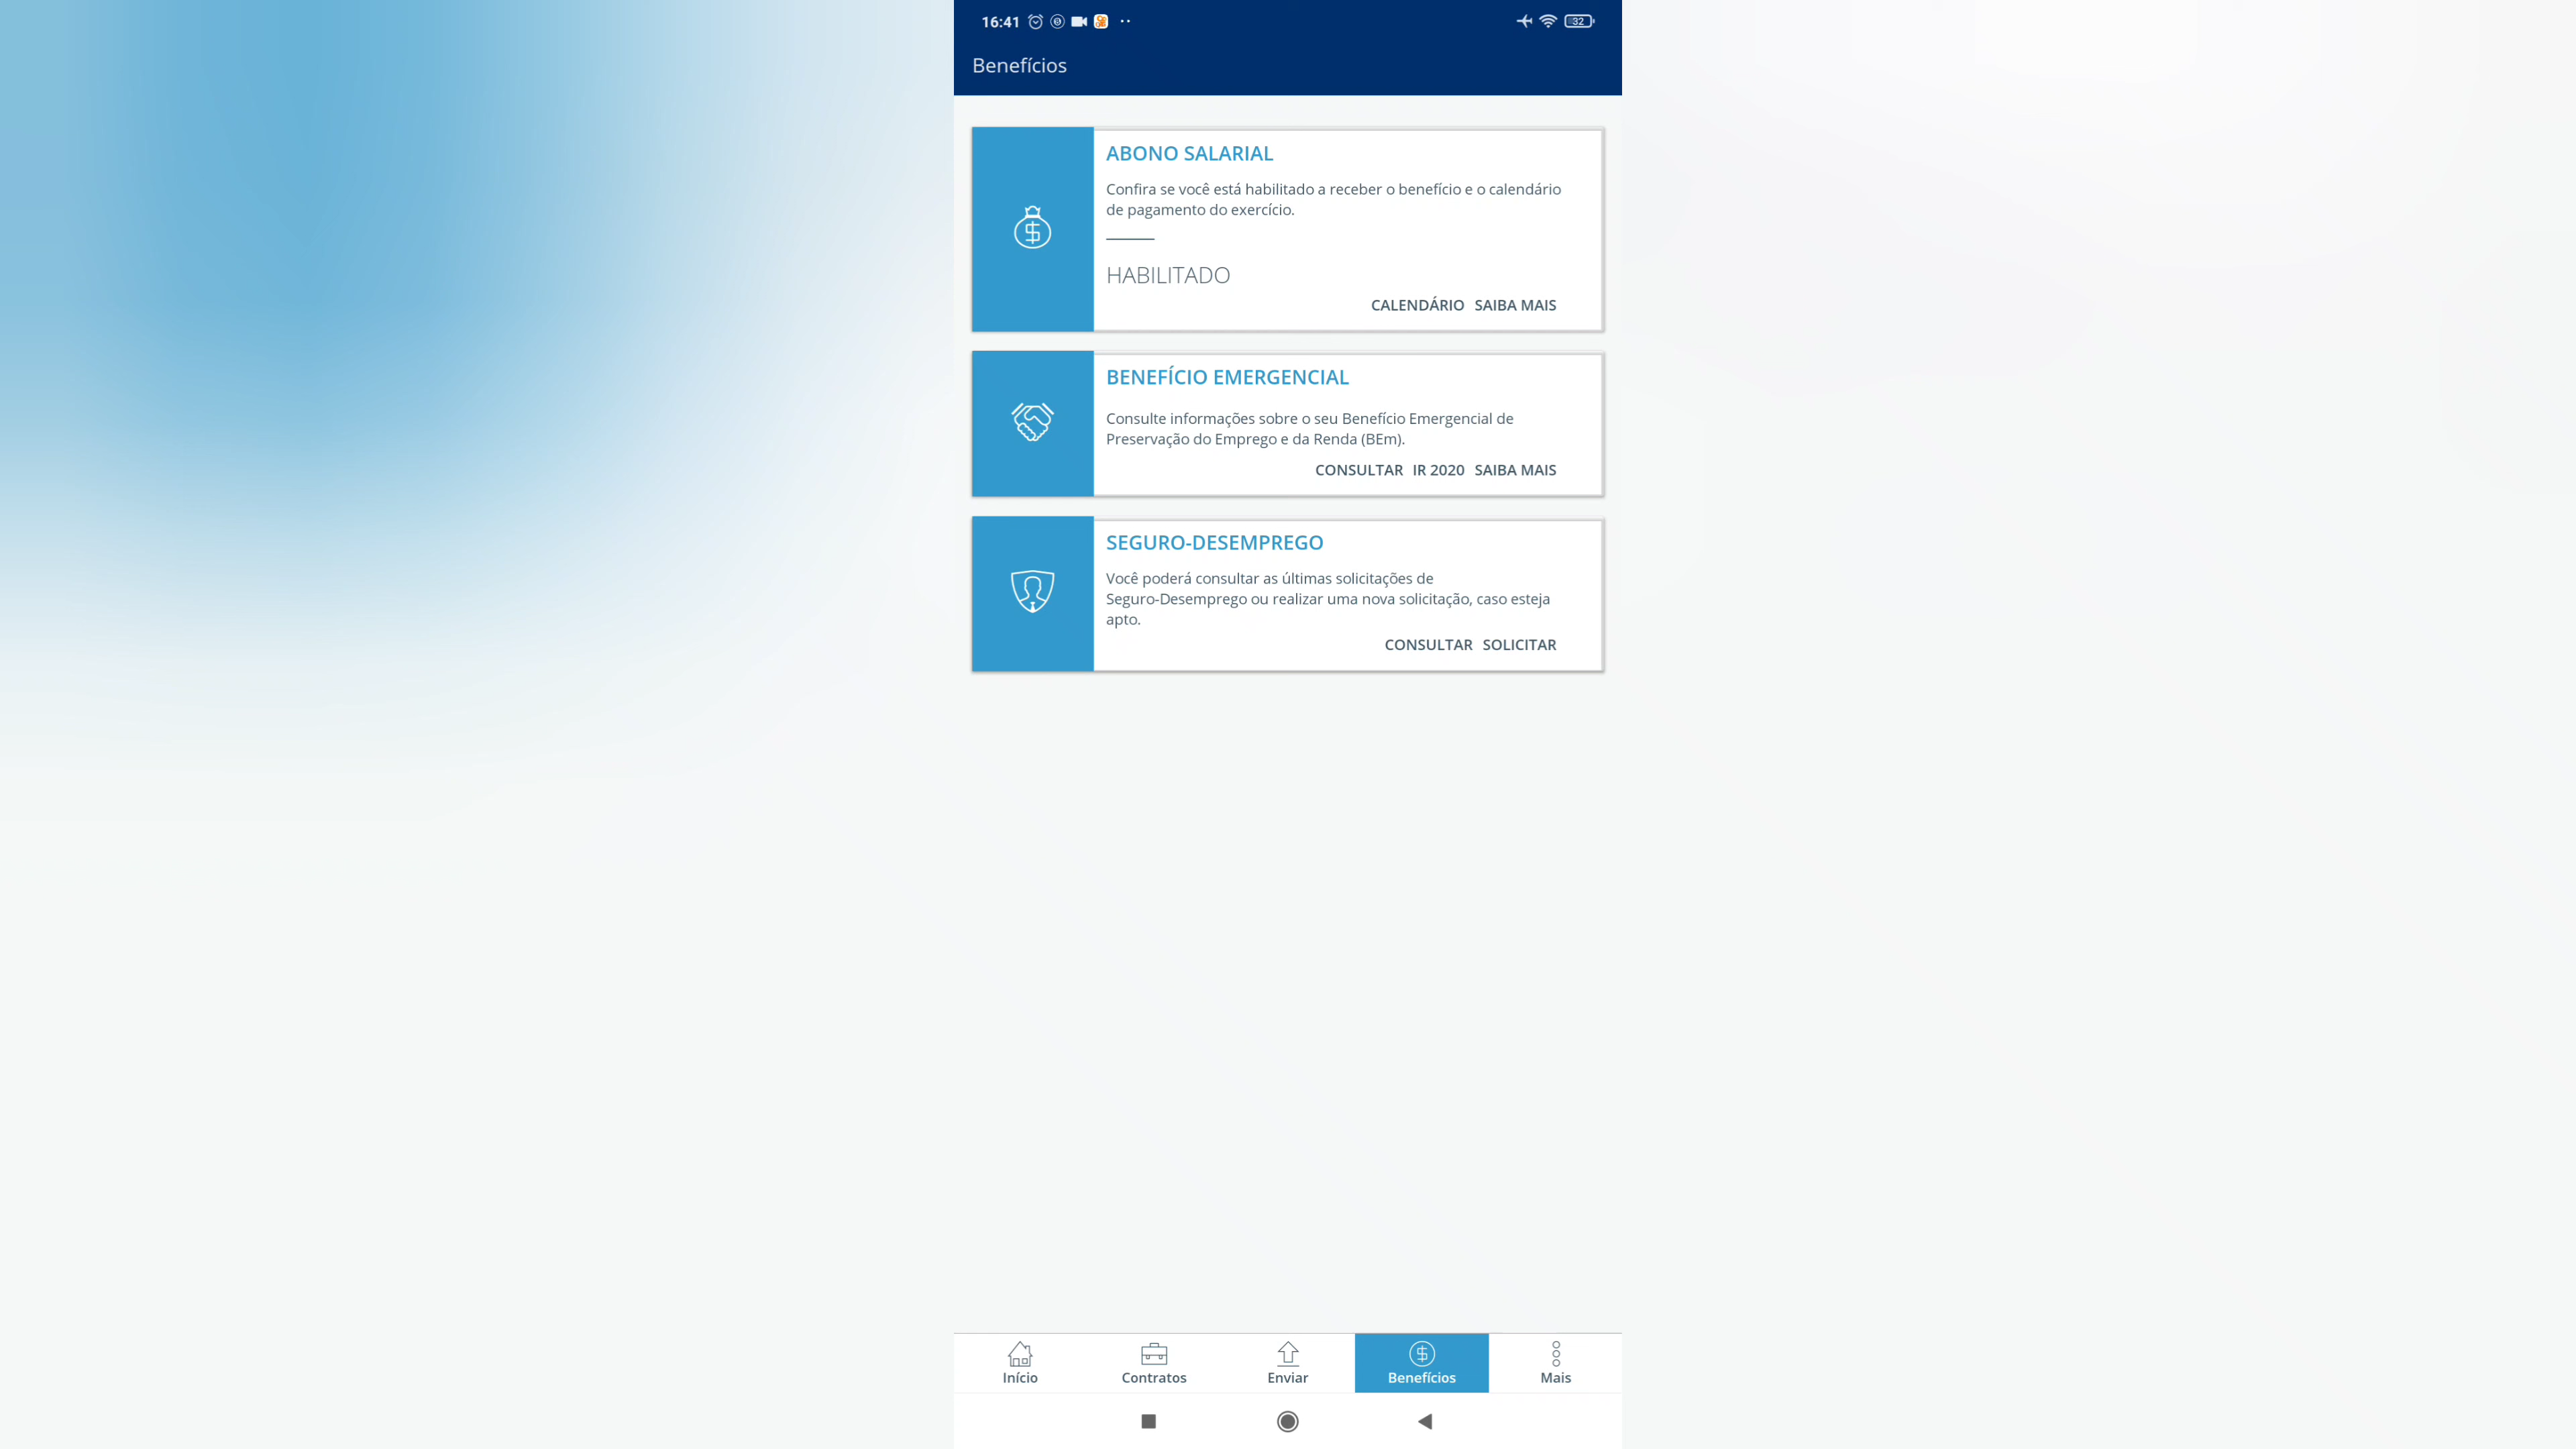 16:41
32
Benefícios
ABONO SALARIAL
Confira se você está habilitado a receber o benefício e o calendário
de pagamento do exercício.
HABILITADO
CALENDÁRIO SAIBA MAIS
BENEFÍCIO EMERGENCIAL
Consulte informações sobre o seu Benefício Emergencial de
Preservação do Emprego e da Renda (BEm).
CONSULTAR IR 2020 SAIBA MAIS
SEGURO-DESEMPREGO
Você poderá consultar as últimas solicitações de
Seguro-Desemprego ou realizar uma nova solicitação, caso esteja
apto.
CONSULTAR SOLICITAR
Início Contratos Enviar Benefícios Mais